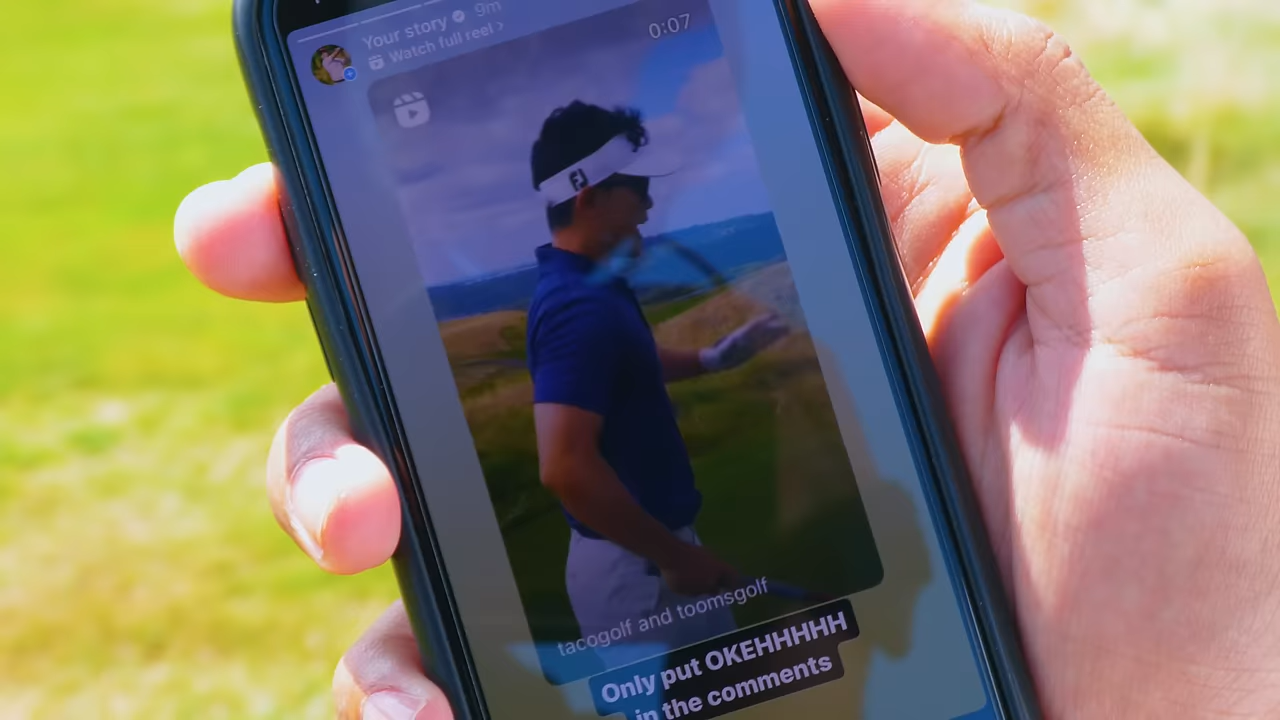 Your story 9m
Watch full reel >
0:07
FJ
tacogolf and toomsgolf
Only put OKEHHHHH
in the comments